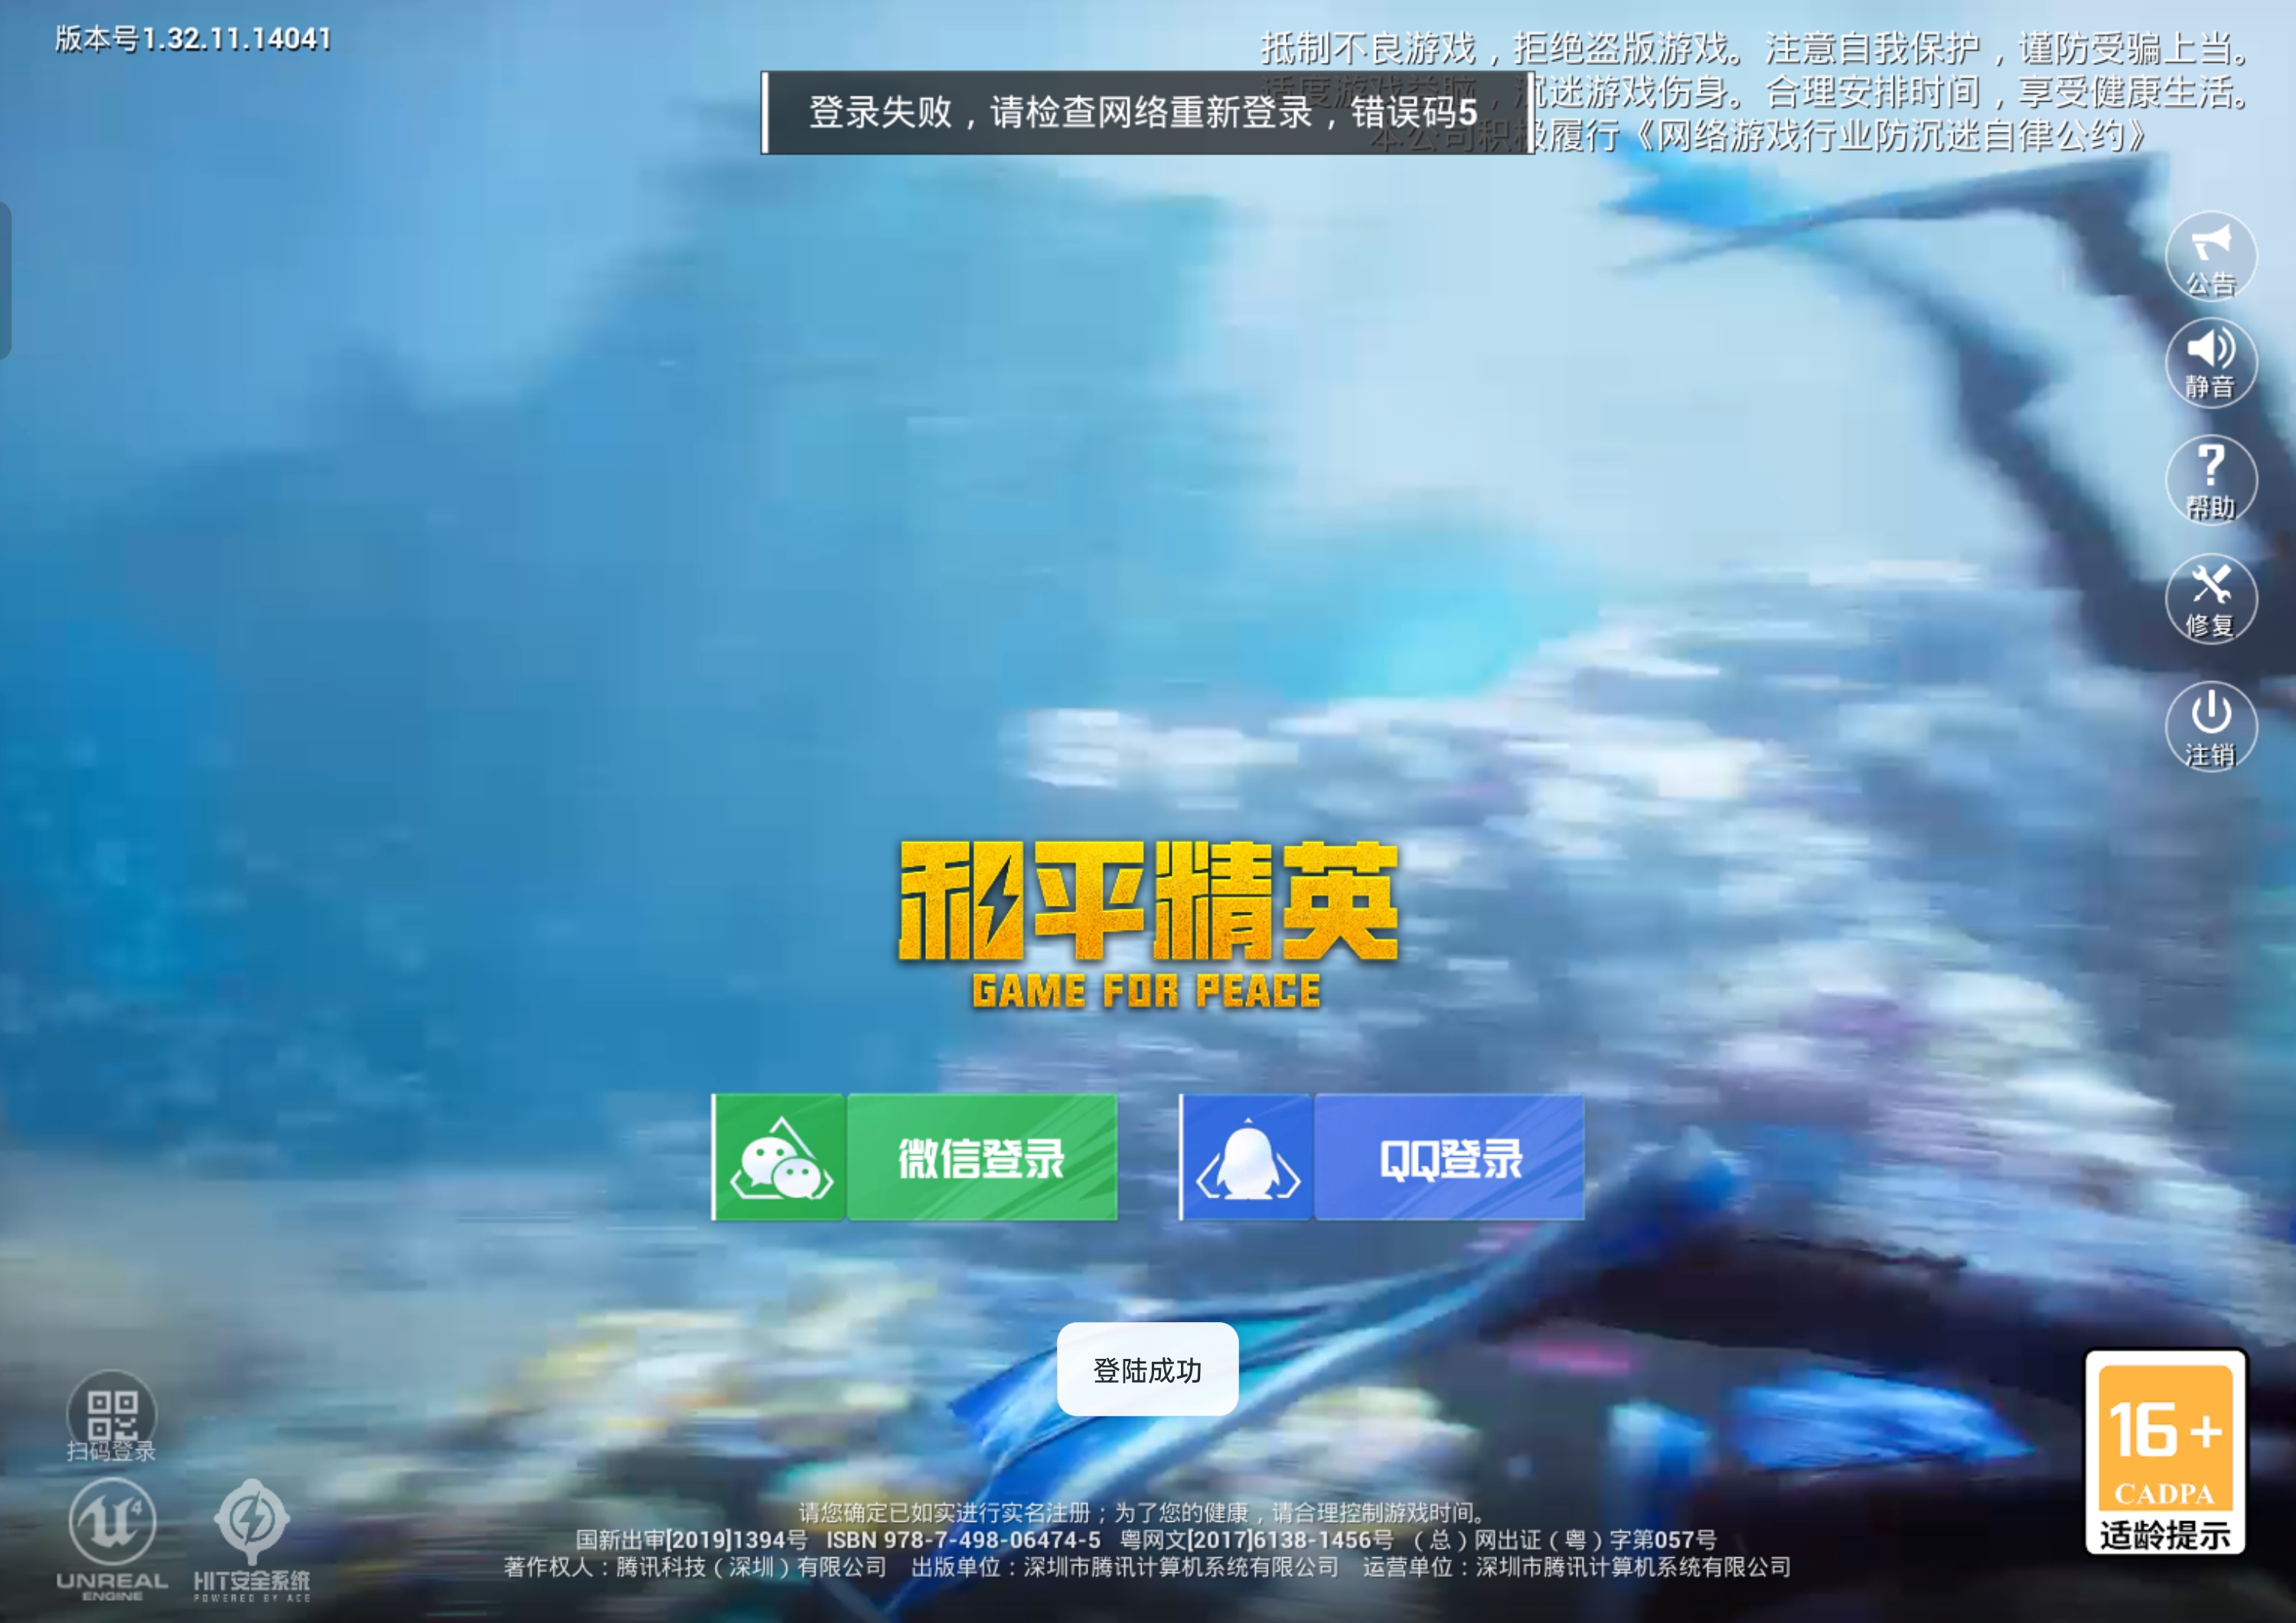 版本号1.32.11.14041
抵制不良游戏，拒绝盗版游戏。注意自我保护，谨防受骗上当。
适度游戏益脑，沉迷游戏伤身。合理安排时间，享受健康生活。
本公司积极履行《网络游戏行业防沉迷自律公约》
登录失败，请检查网络重新登录，错误码5
公告
静音
帮助
修复
注销
和平精英
GAME FOR PEACE
微信登录
QQ登录
登陆成功
扫码登录
UNREAL
ENGINE
HIT安全系统
POWERED BY ACE
请您确定已如实进行实名注册；为了您的健康，请合理控制游戏时间。
国新出审[2019]1394号 ISBN 978-7-498-06474-5 粤网文[2017]6138-1456号 （总）网出证（粤）字第057号
著作权人：腾讯科技（深圳）有限公司 出版单位：深圳市腾讯计算机系统有限公司 运营单位：深圳市腾讯计算机系统有限公司
16+
CADPA
适龄提示